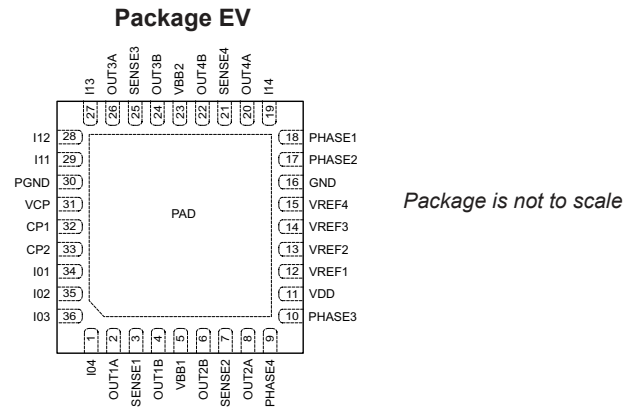 Package EV
I13
OUT3A
SENSE3
OUT3B
VBB2
OUT4B
SENSE4
OUT4A
I14
27
26
25
24
23
22
21
20
19
I12 28
I11 29
PGND 30
VCP 31
CP1 32
CP2 33
I01 34
I02 35
I03 36
PAD
18 PHASE1
17 PHASE2
16 GND
15 VREF4
14 VREF3
13 VREF2
12 VREF1
11 VDD
10 PHASE3
Package is not to scale
1
2
3
4
5
6
7
8
9
I04
OUT1A
SENSE1
OUT1B
VBB1
OUT2B
SENSE2
OUT2A
PHASE4